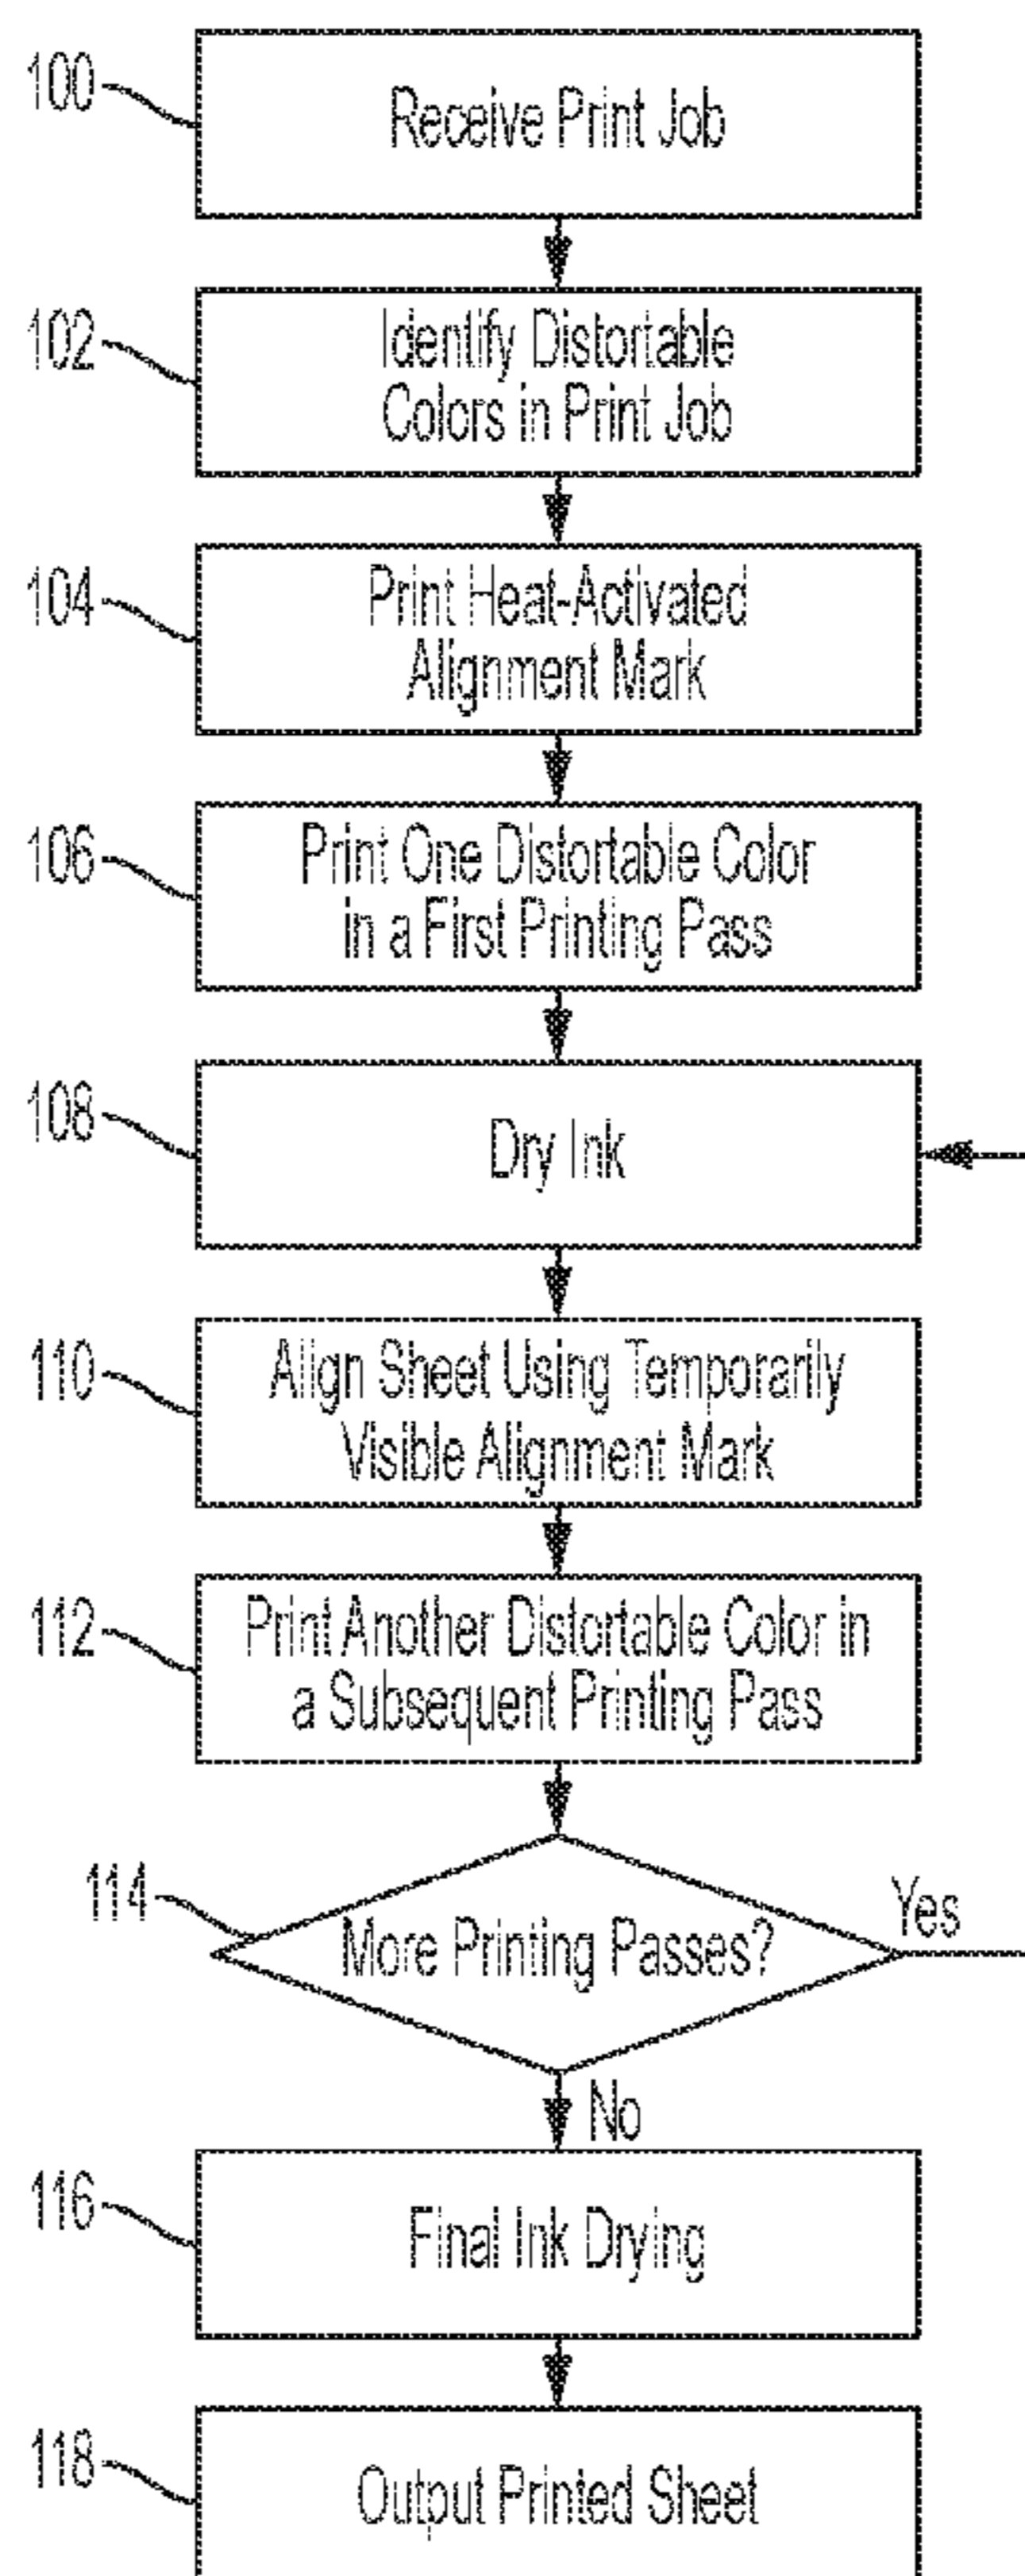 100
Receive Print Job
102
Identify Distortable
Colors in Print Job
104
Print Heat-Activated
Alignment Mark
106
Print One Distortable Color
in a First Printing Pass
108
Dry Ink
110
Align Sheet Using Temporarily
Visible Alignment Mark
112
Print Another Distortable Color in
a Subsequent Printing Pass
114
More Printing Passes?
Yes
No
116
Final Ink Drying
118
Output Printed Sheet